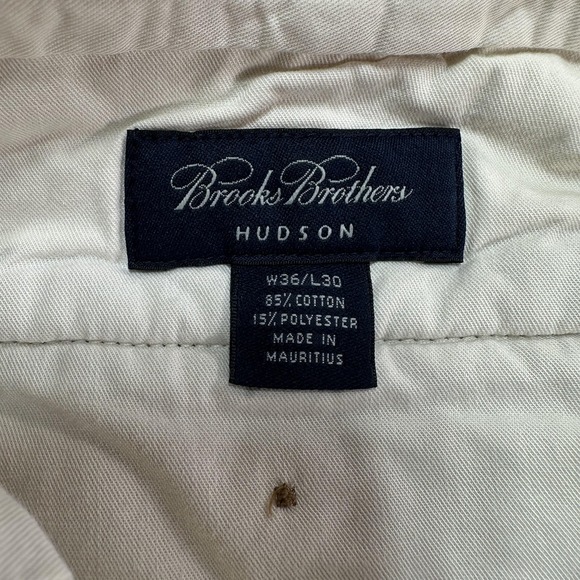 Brooks Brothers
HUDSON
W36/L30
85% COTTON
15% POLYESTER
MADE IN
MAURITIUS